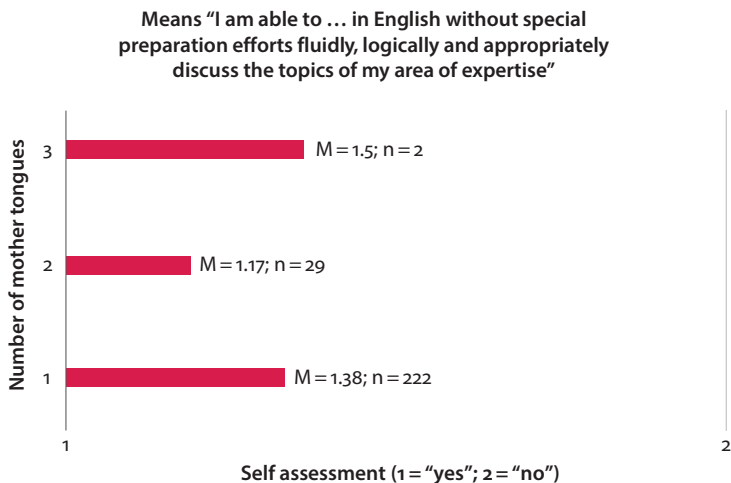 Means “I am able to … in English without special
preparation efforts fluidly, logically and appropriately
discuss the topics of my area of expertise”
Number of mother tongues
3
M = 1.5; n = 2
2
M = 1.17; n = 29
1
M = 1.38; n = 222
1
2
Self assessment (1 = “yes”; 2 = “no”)